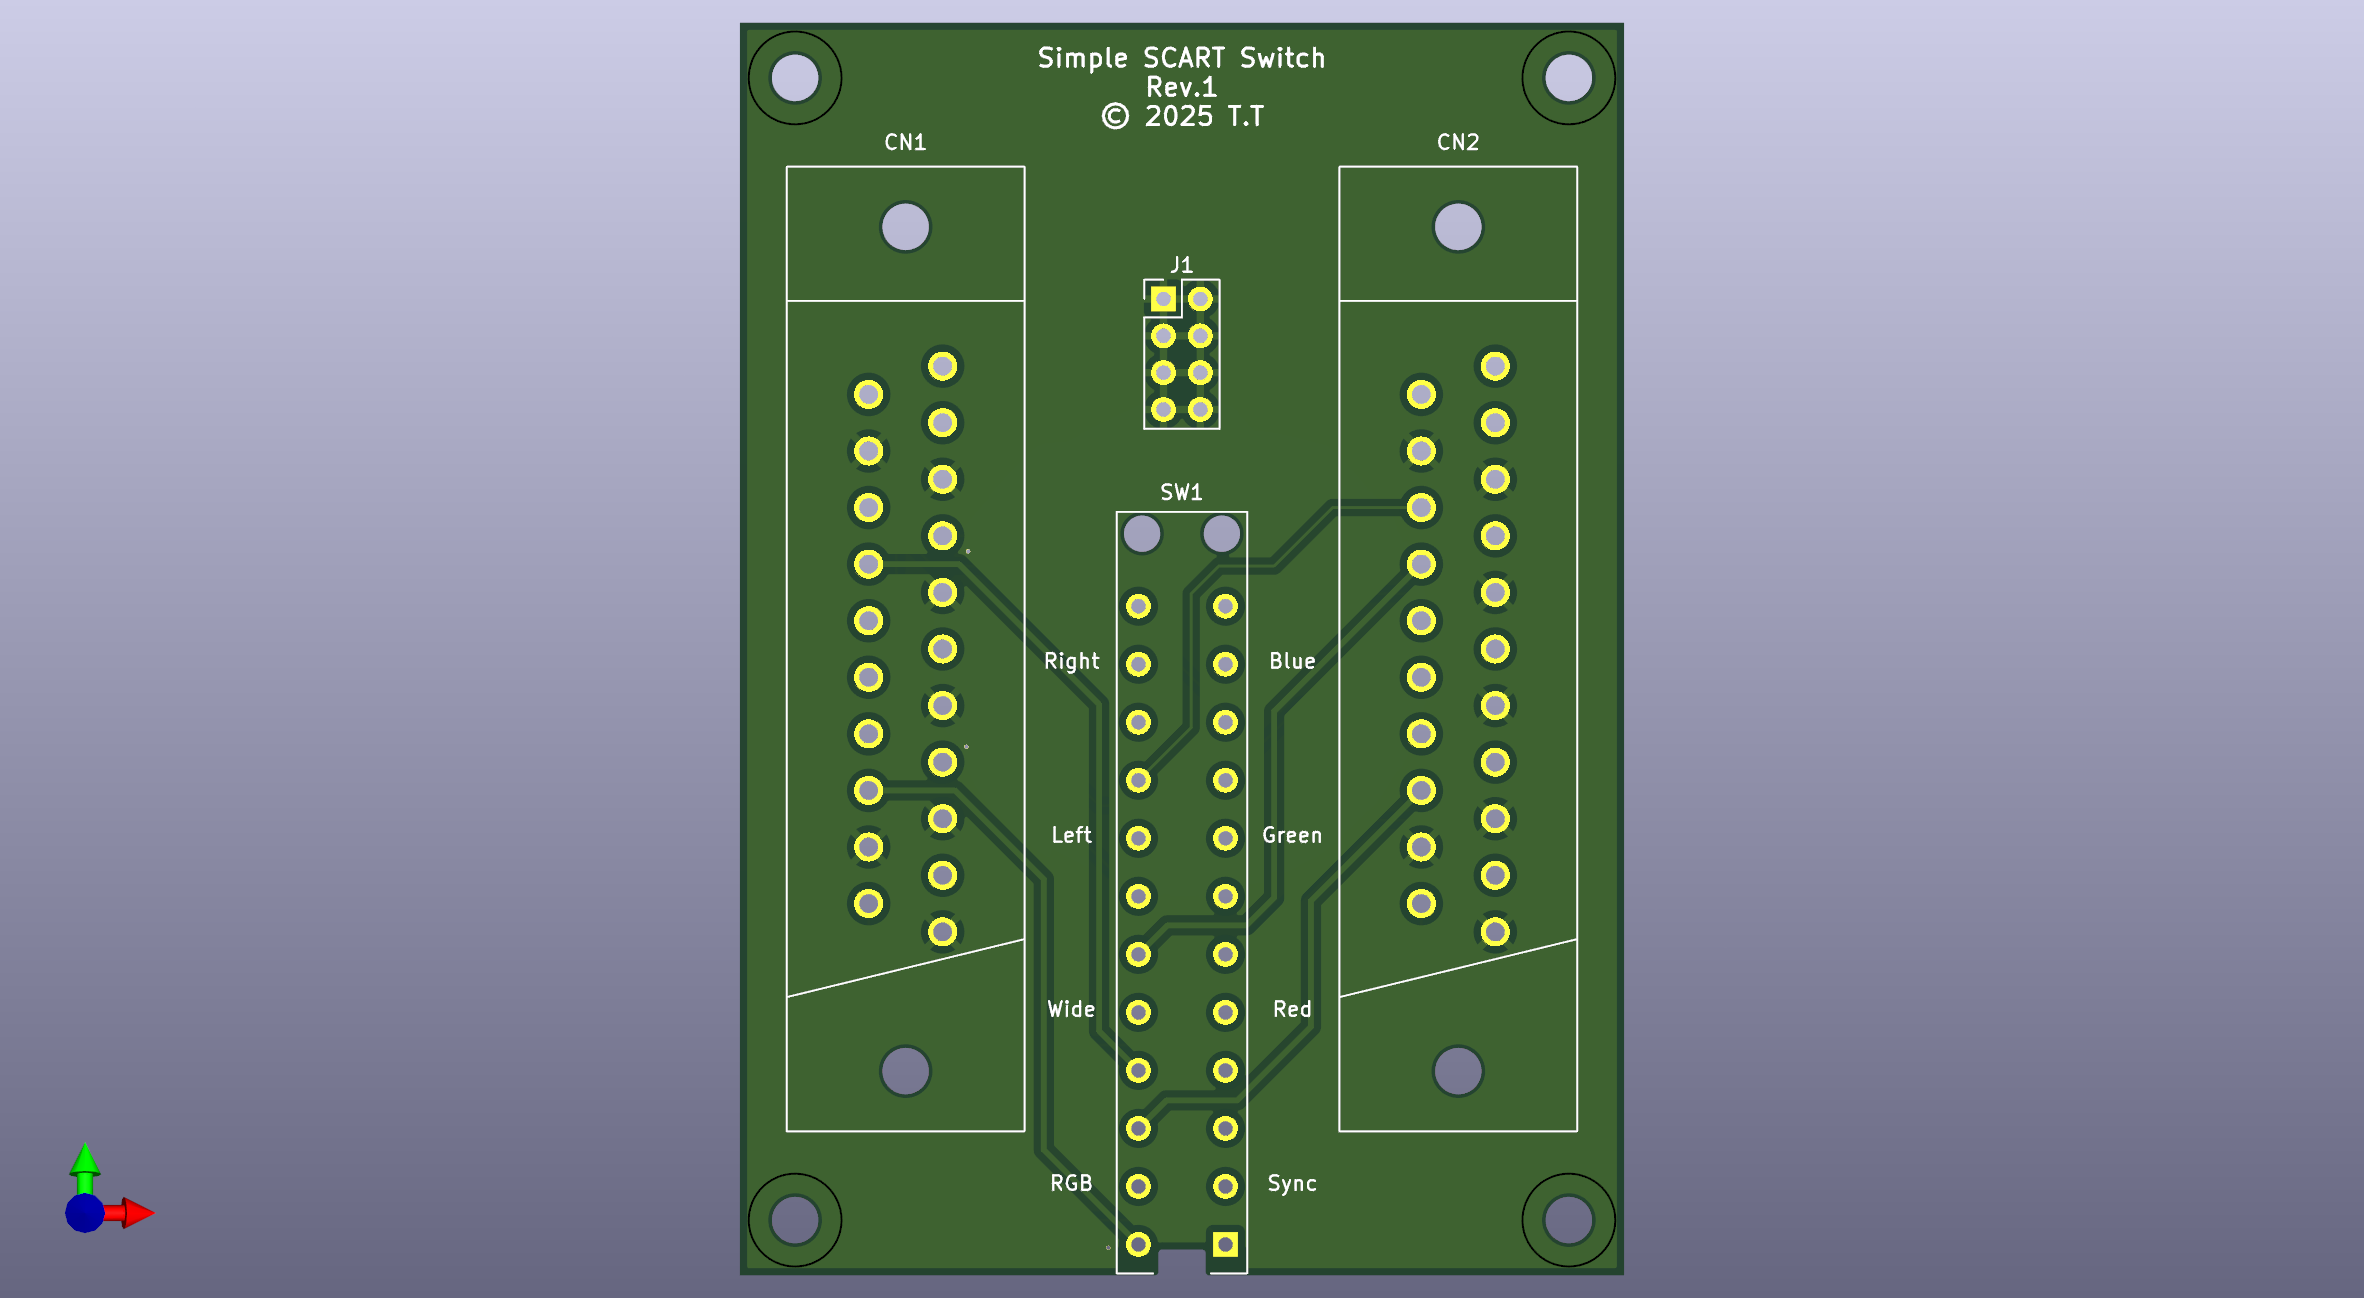 Simple SCART Switch
Rev.1
© 2025 T.T
CN1
CN2
J1
SW1
Right
Blue
Left
Green
Wide
Red
RGB
Sync